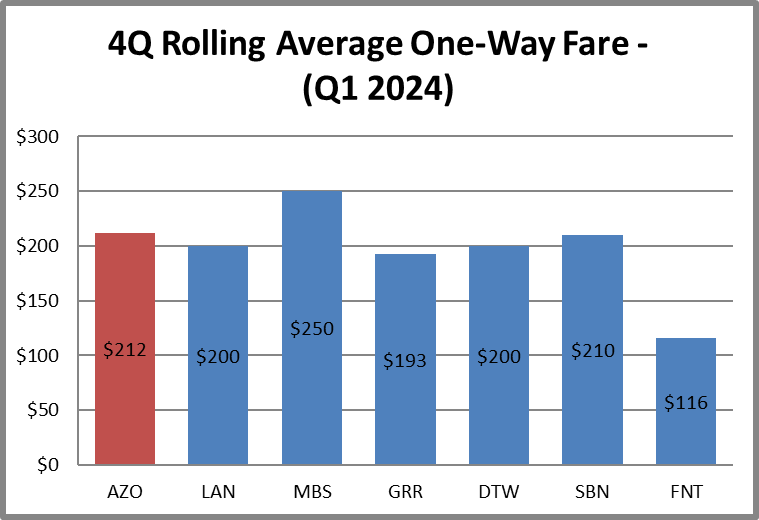 4Q Rolling Average One-Way Fare -
(Q1 2024)
$300
$250
$200
$150
$100
$50
$0
$212
$200
$250
$193
$200
$210
$116
AZO
LAN
MBS
GRR
DTW
SBN
FNT